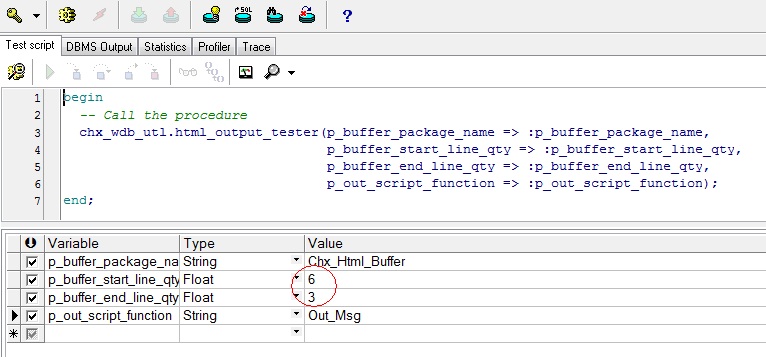 ?
Test script DBMS Output Statistics Profiler Trace
1 begin
2 -- Call the procedure
3 chx_wdb_utl.html_output_tester(p_buffer_package_name => :p_buffer_package_name,
4 p_buffer_start_line_qty => :p_buffer_start_line_qty,
5 p_buffer_end_line_qty => :p_buffer_end_line_qty,
6 p_out_script_function => :p_out_script_function);
7 end;
Variable Type Value
p_buffer_package_na String Chx_Html_Buffer
p_buffer_start_line_qty Float 6
p_buffer_end_line_qty Float 3
p_out_script_function String Out_Msg
*